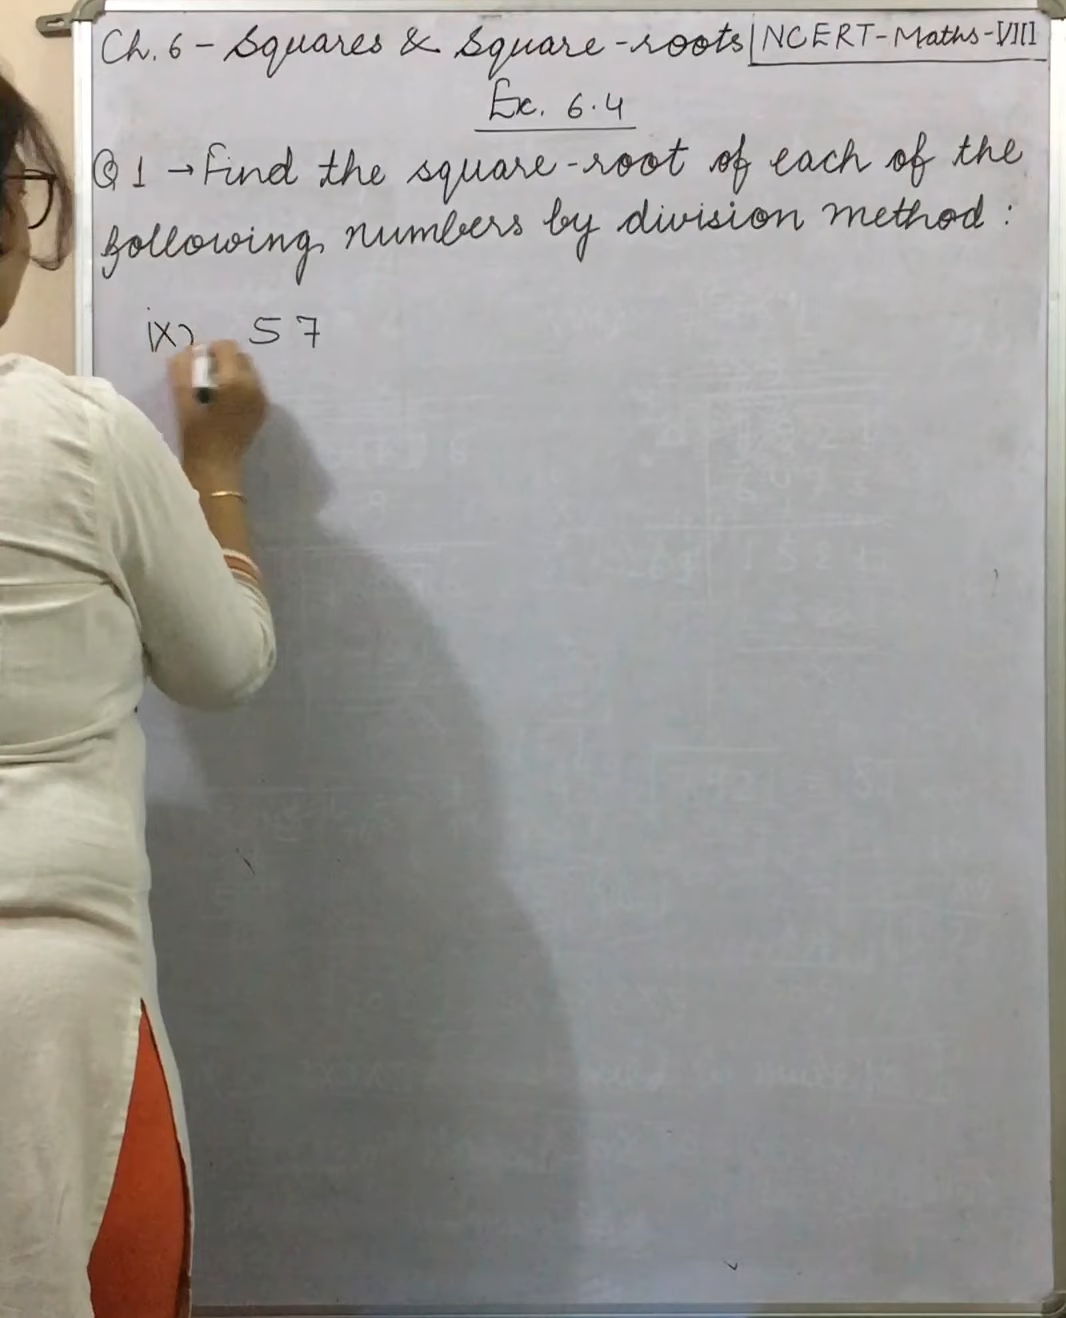 Ch. 6 - Squares & Square-roots | NCERT-Maths-VIII
Ex. 6.4
Q 1 → Find the square-root of each of the
following numbers by division method :
ix) 57